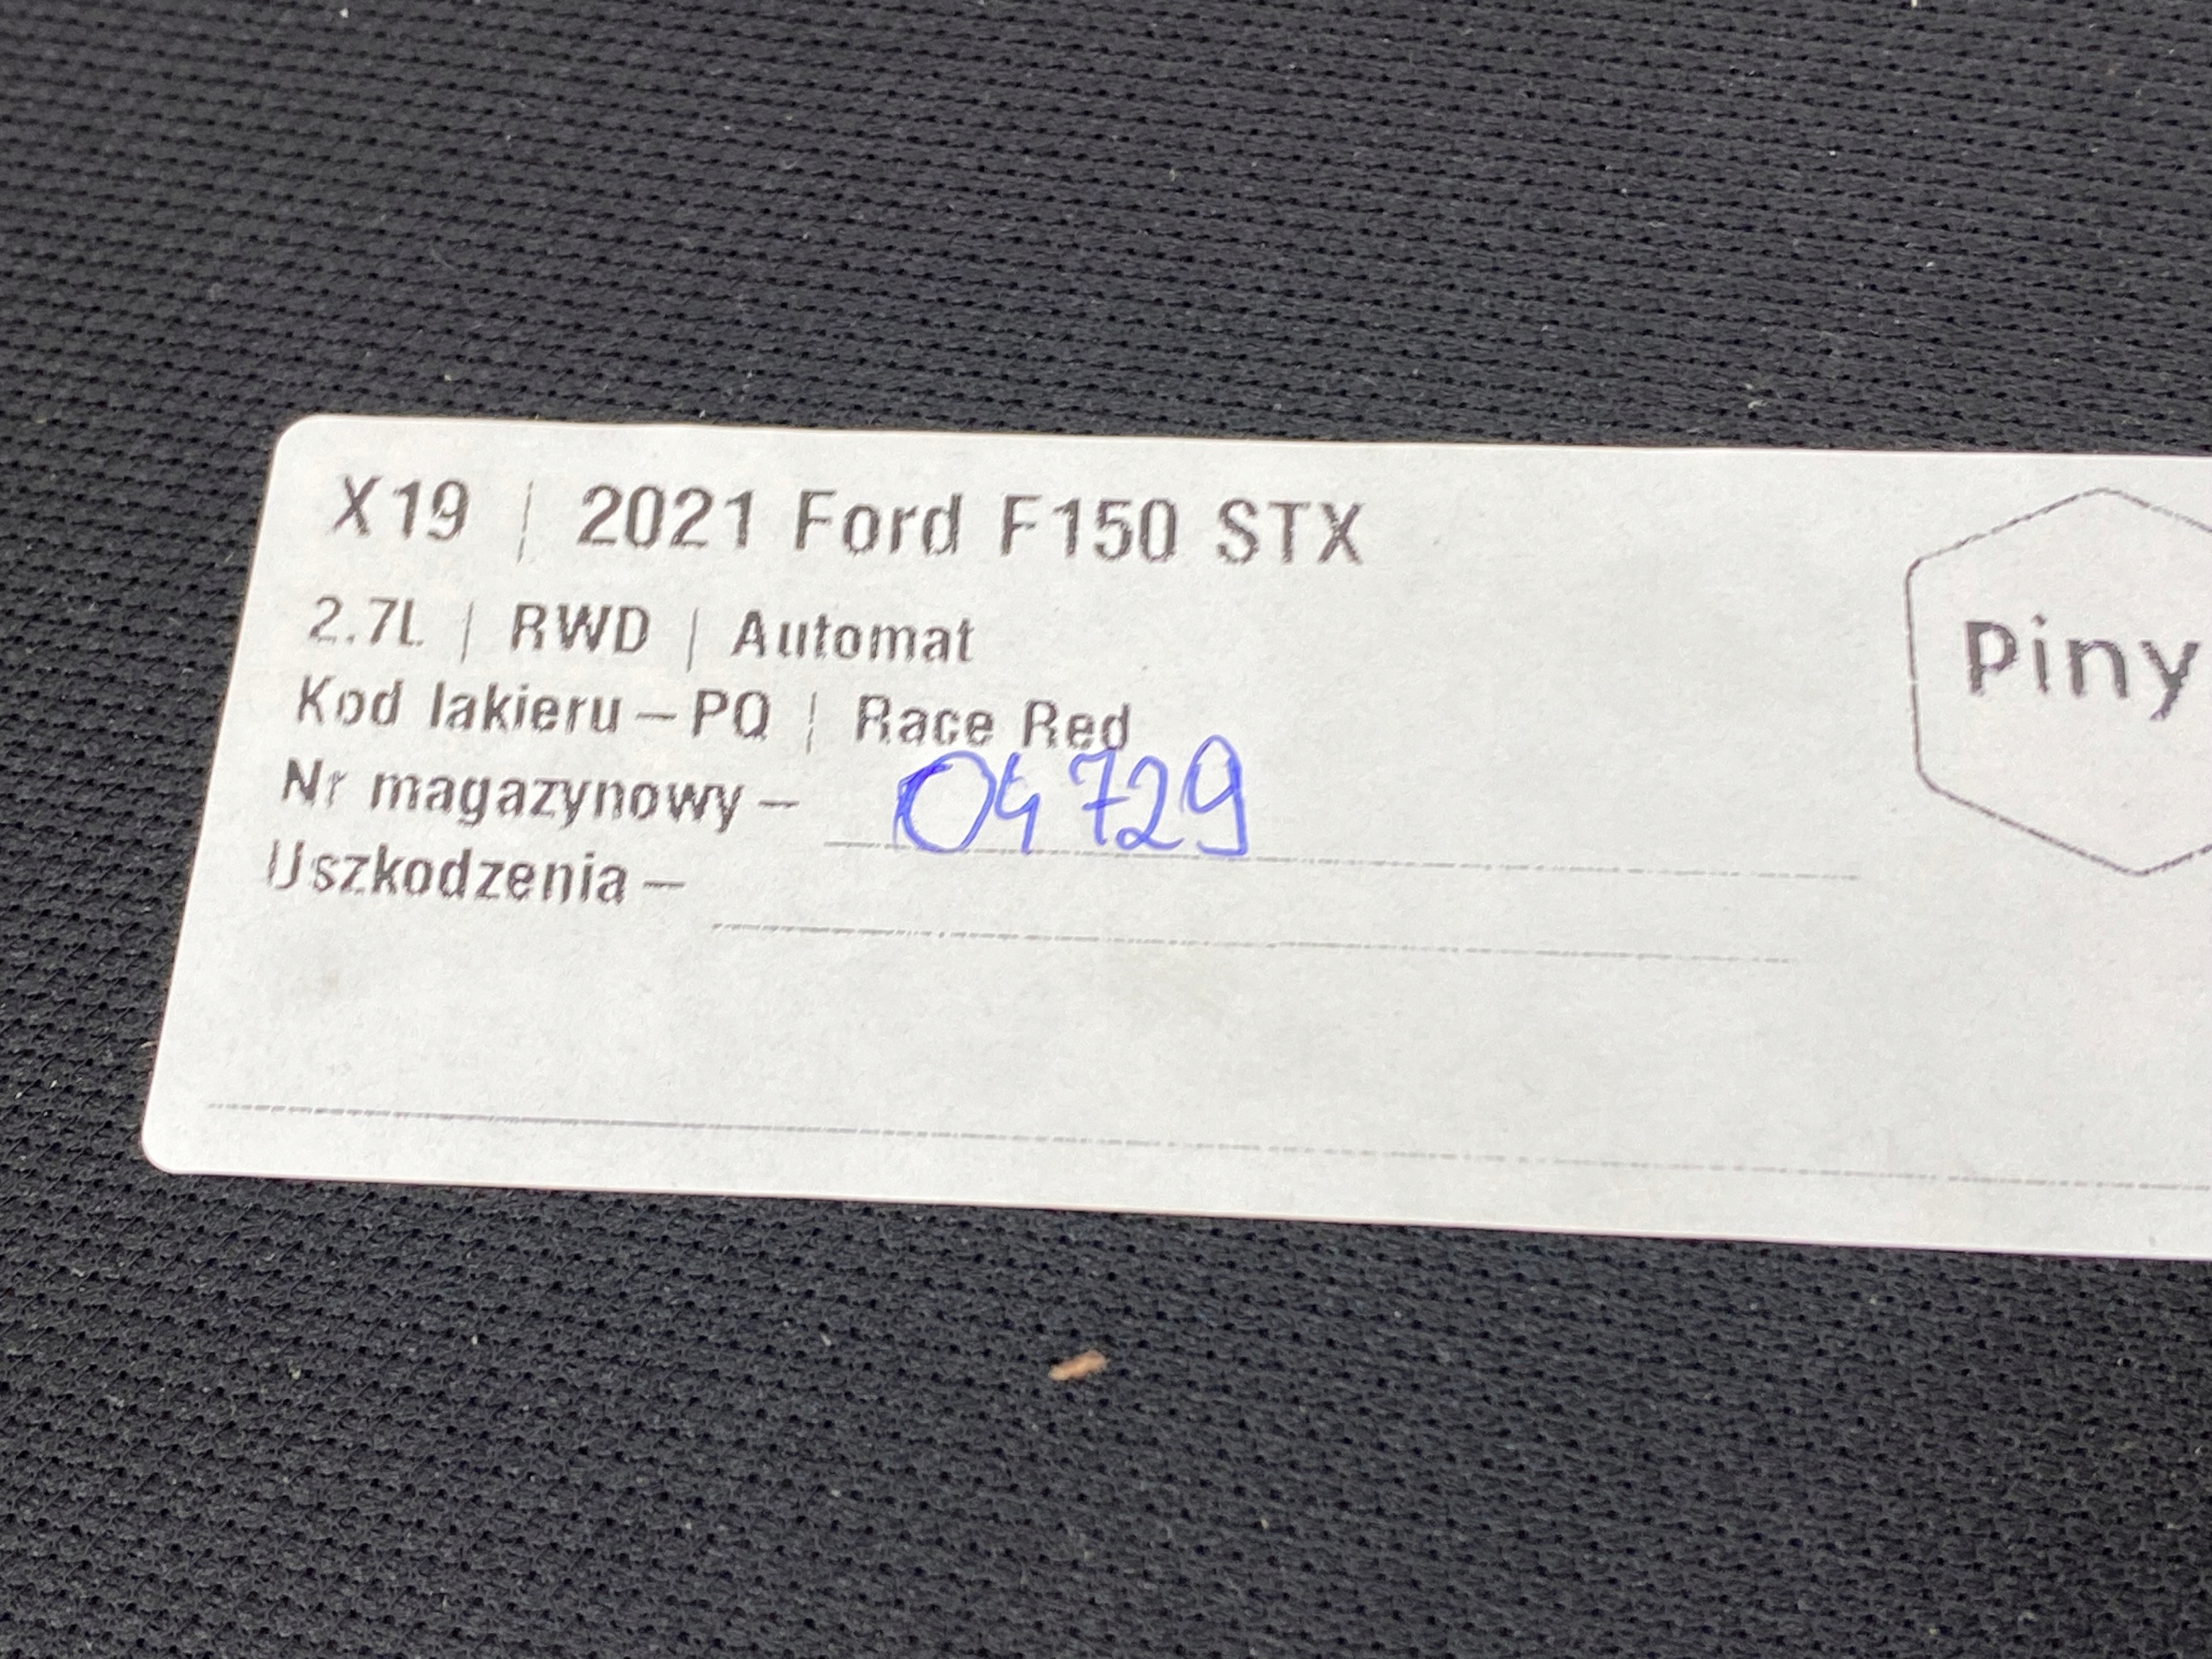 X19 | 2021 Ford F150 STX
2.7L | RWD | Automat
Kod lakieru – PQ | Race Red
Nr magazynowy – 04729
Uszkodzenia –
Piny